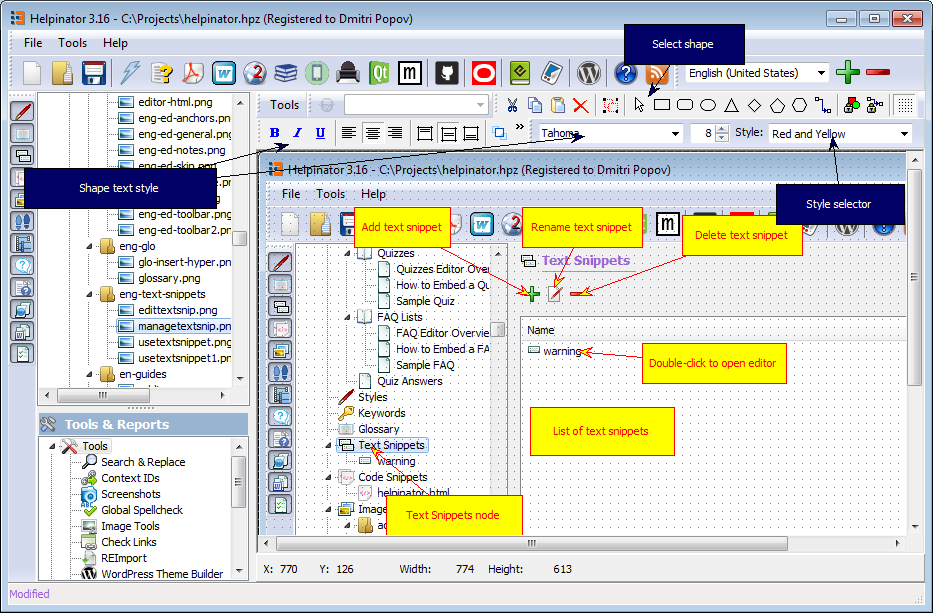 Helpinator 3.16 - C:\Projects\helpinator.hpz (Registered to Dmitri Popov)
File Tools Help
Select shape
English (United States)
Tools
B I U
Tahoma
8
Style:
Red and Yellow
Shape text style
Style selector
editor-html.png
eng-ed-anchors.png
eng-ed-general.png
eng-ed-notes.png
eng-ed-skin.png
eng-ed-toolbar.png
eng-ed-toolbar2.png
eng-glo
glo-insert-hyper.pn
glossary.png
eng-text-snippets
edittextsnip.png
managetextsnip.pn
usetextsnippet.png
usetextsnippet1.png
en-guides
Tools & Reports
Tools
Search & Replace
Context IDs
Screenshots
Global Spellcheck
Image Tools
Check Links
REImport
WordPress Theme Builder
Helpinator 3.16 - C:\Projects\helpinator.hpz (Registered to Dmitri Popov)
File Tools Help
Add text snippet
Rename text snippet
Delete text snippet
Quizzes
Quizzes Editor Over
How to Embed a Qu
Sample Quiz
FAQ Lists
FAQ Editor Overvie
How to Embed a FA
Sample FAQ
Quiz Answers
Styles
Keywords
Glossary
Text Snippets
warning
Code Snippets
helpinator-html
Image
Text Snippets node
Text Snippets
Name
warning
Double-click to open editor
List of text snippets
X: 770 Y: 126 Width: 774 Height: 613
Modified